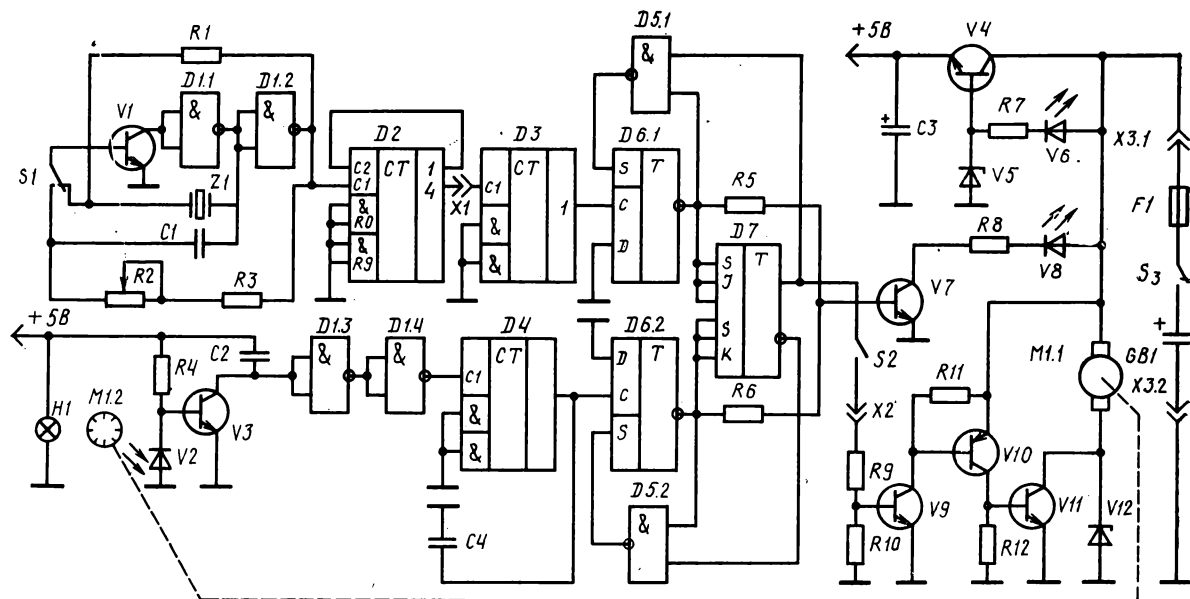 R1
D1.1
D1.2
&
&
V1
S1
Z1
C1
R2
R3
D2
C2
C1
CT
1
4
&
R0
&
R9
X1
D3
C1
CT
&
&
1
D5.1
&
D6.1
S
T
C
D
R5
D7
S
T
J
S
K
R6
+5В
V4
C3
R7
V6
V5
X3.1
F1
R8
V8
V7
S3
+
GB1
X3.2
M1.1
S2
X2
R11
V10
R9
V9
R10
R12
V11
V12
+5В
R4
C2
H1
M1.2
V2
V3
D1.3
&
D1.4
&
D4
C1
CT
&
&
C4
D6.2
D
T
C
S
D5.2
&